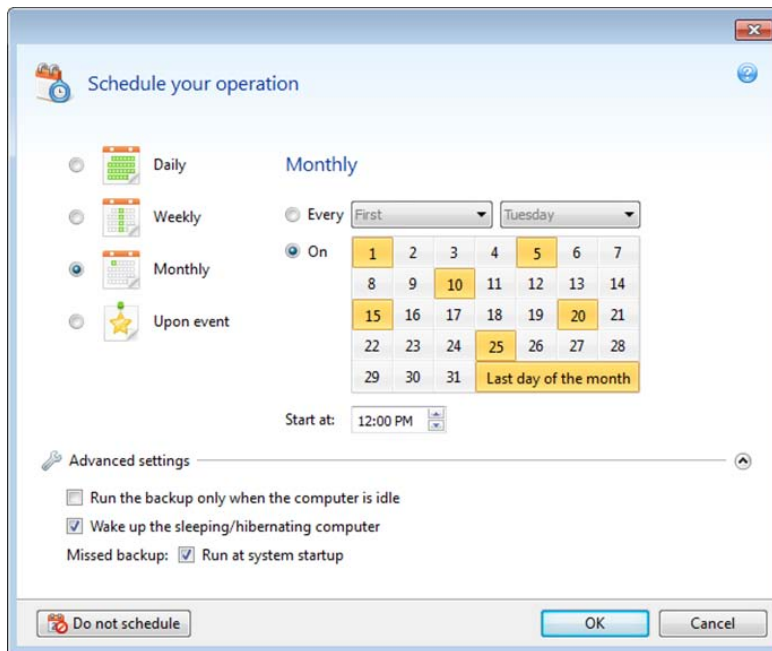 Schedule your operation
Daily
Monthly
Weekly
Every First Tuesday
On 1 2 3 4 5 6 7
Monthly
8 9 10 11 12 13 14
15 16 17 18 19 20 21
Upon event
22 23 24 25 26 27 28
29 30 31 Last day of the month
Start at: 12:00 PM
Advanced settings
Run the backup only when the computer is idle
Wake up the sleeping/hibernating computer
Missed backup: Run at system startup
Do not schedule
OK
Cancel